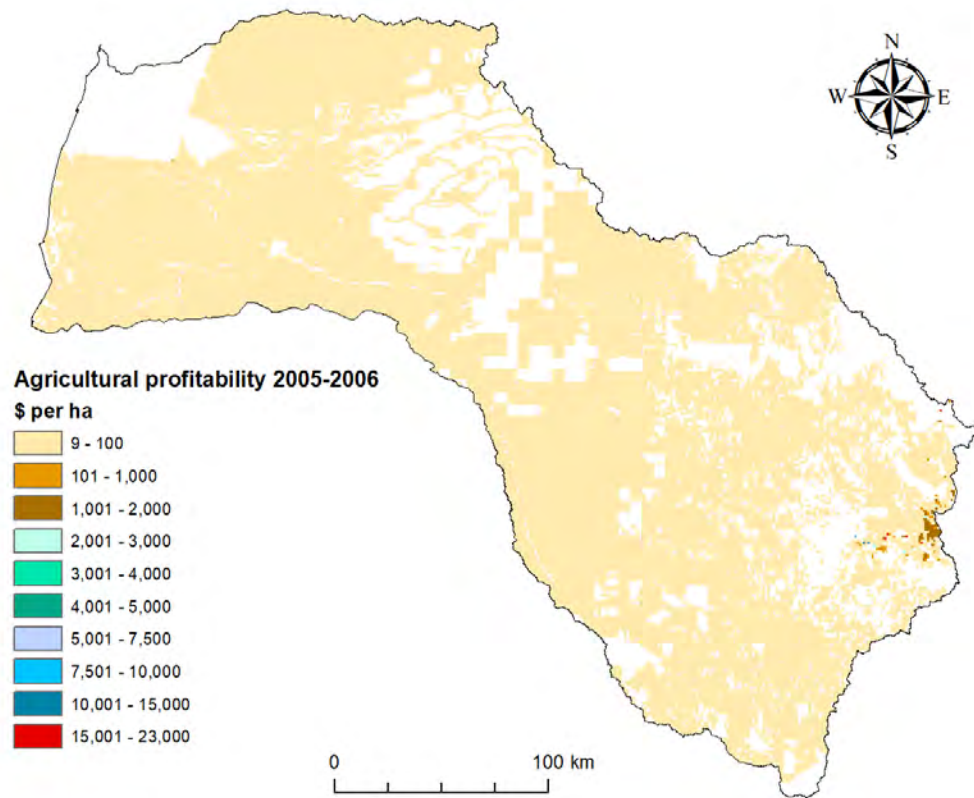 N
W E
S
Agricultural profitability 2005-2006
$ per ha
9 - 100
101 - 1,000
1,001 - 2,000
2,001 - 3,000
3,001 - 4,000
4,001 - 5,000
5,001 - 7,500
7,501 - 10,000
10,001 - 15,000
15,001 - 23,000
0 100 km